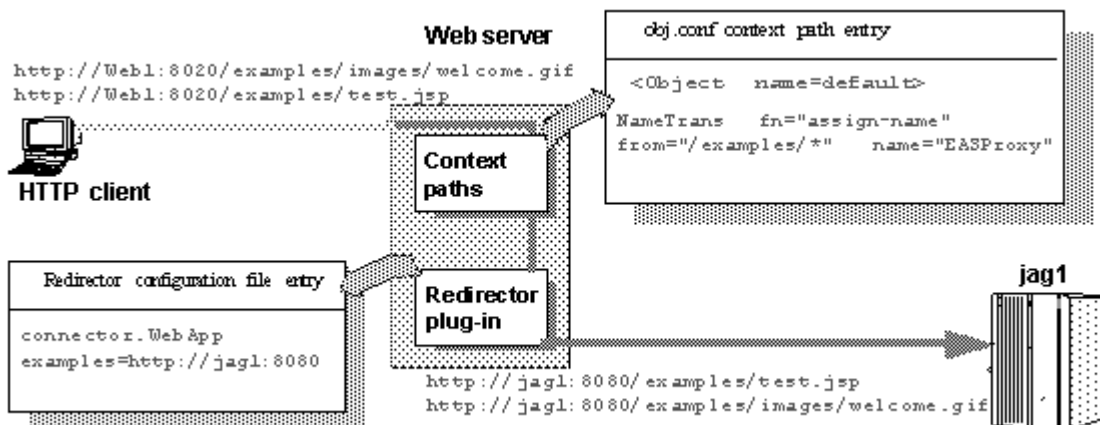 Web server
http://Web1:8020/examples/images/welcome.gif
http://Web1:8020/examples/test.jsp
HTTP client
Context
paths
obj.conf context path entry
<Object name=default>
NameTrans fn="assign-name"
from="/examples/*" name="EASProxy"
Redirector configuration file entry
connector.WebApp
examples=http://jag1:8080
Redirector
plug-in
jag1
http://jag1:8080/examples/test.jsp
http://jag1:8080/examples/images/welcome.gif